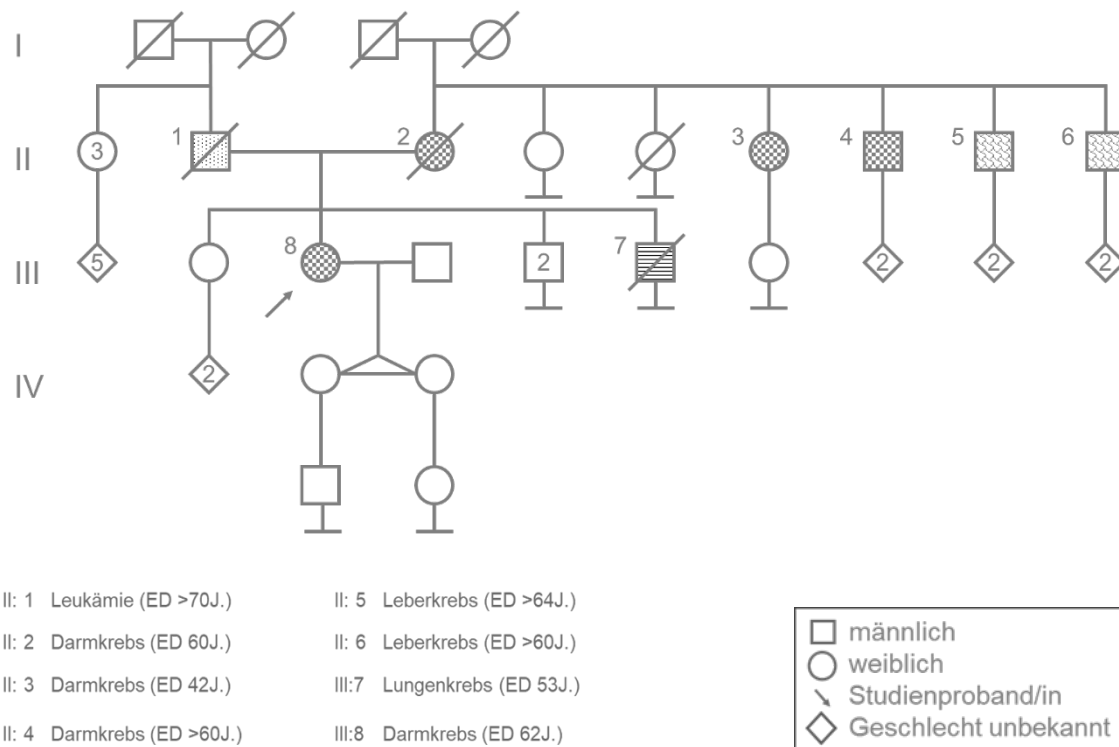 I
II
3
1
2
3
4
5
6
III
5
8
2
7
2
2
2
IV
2
II: 1 Leukämie (ED >70J.)
II: 2 Darmkrebs (ED 60J.)
II: 3 Darmkrebs (ED 42J.)
II: 4 Darmkrebs (ED >60J.)
II: 5 Leberkrebs (ED >64J.)
II: 6 Leberkrebs (ED >60J.)
III:7 Lungenkrebs (ED 53J.)
III:8 Darmkrebs (ED 62J.)
männlich
weiblich
Studienproband/in
Geschlecht unbekannt